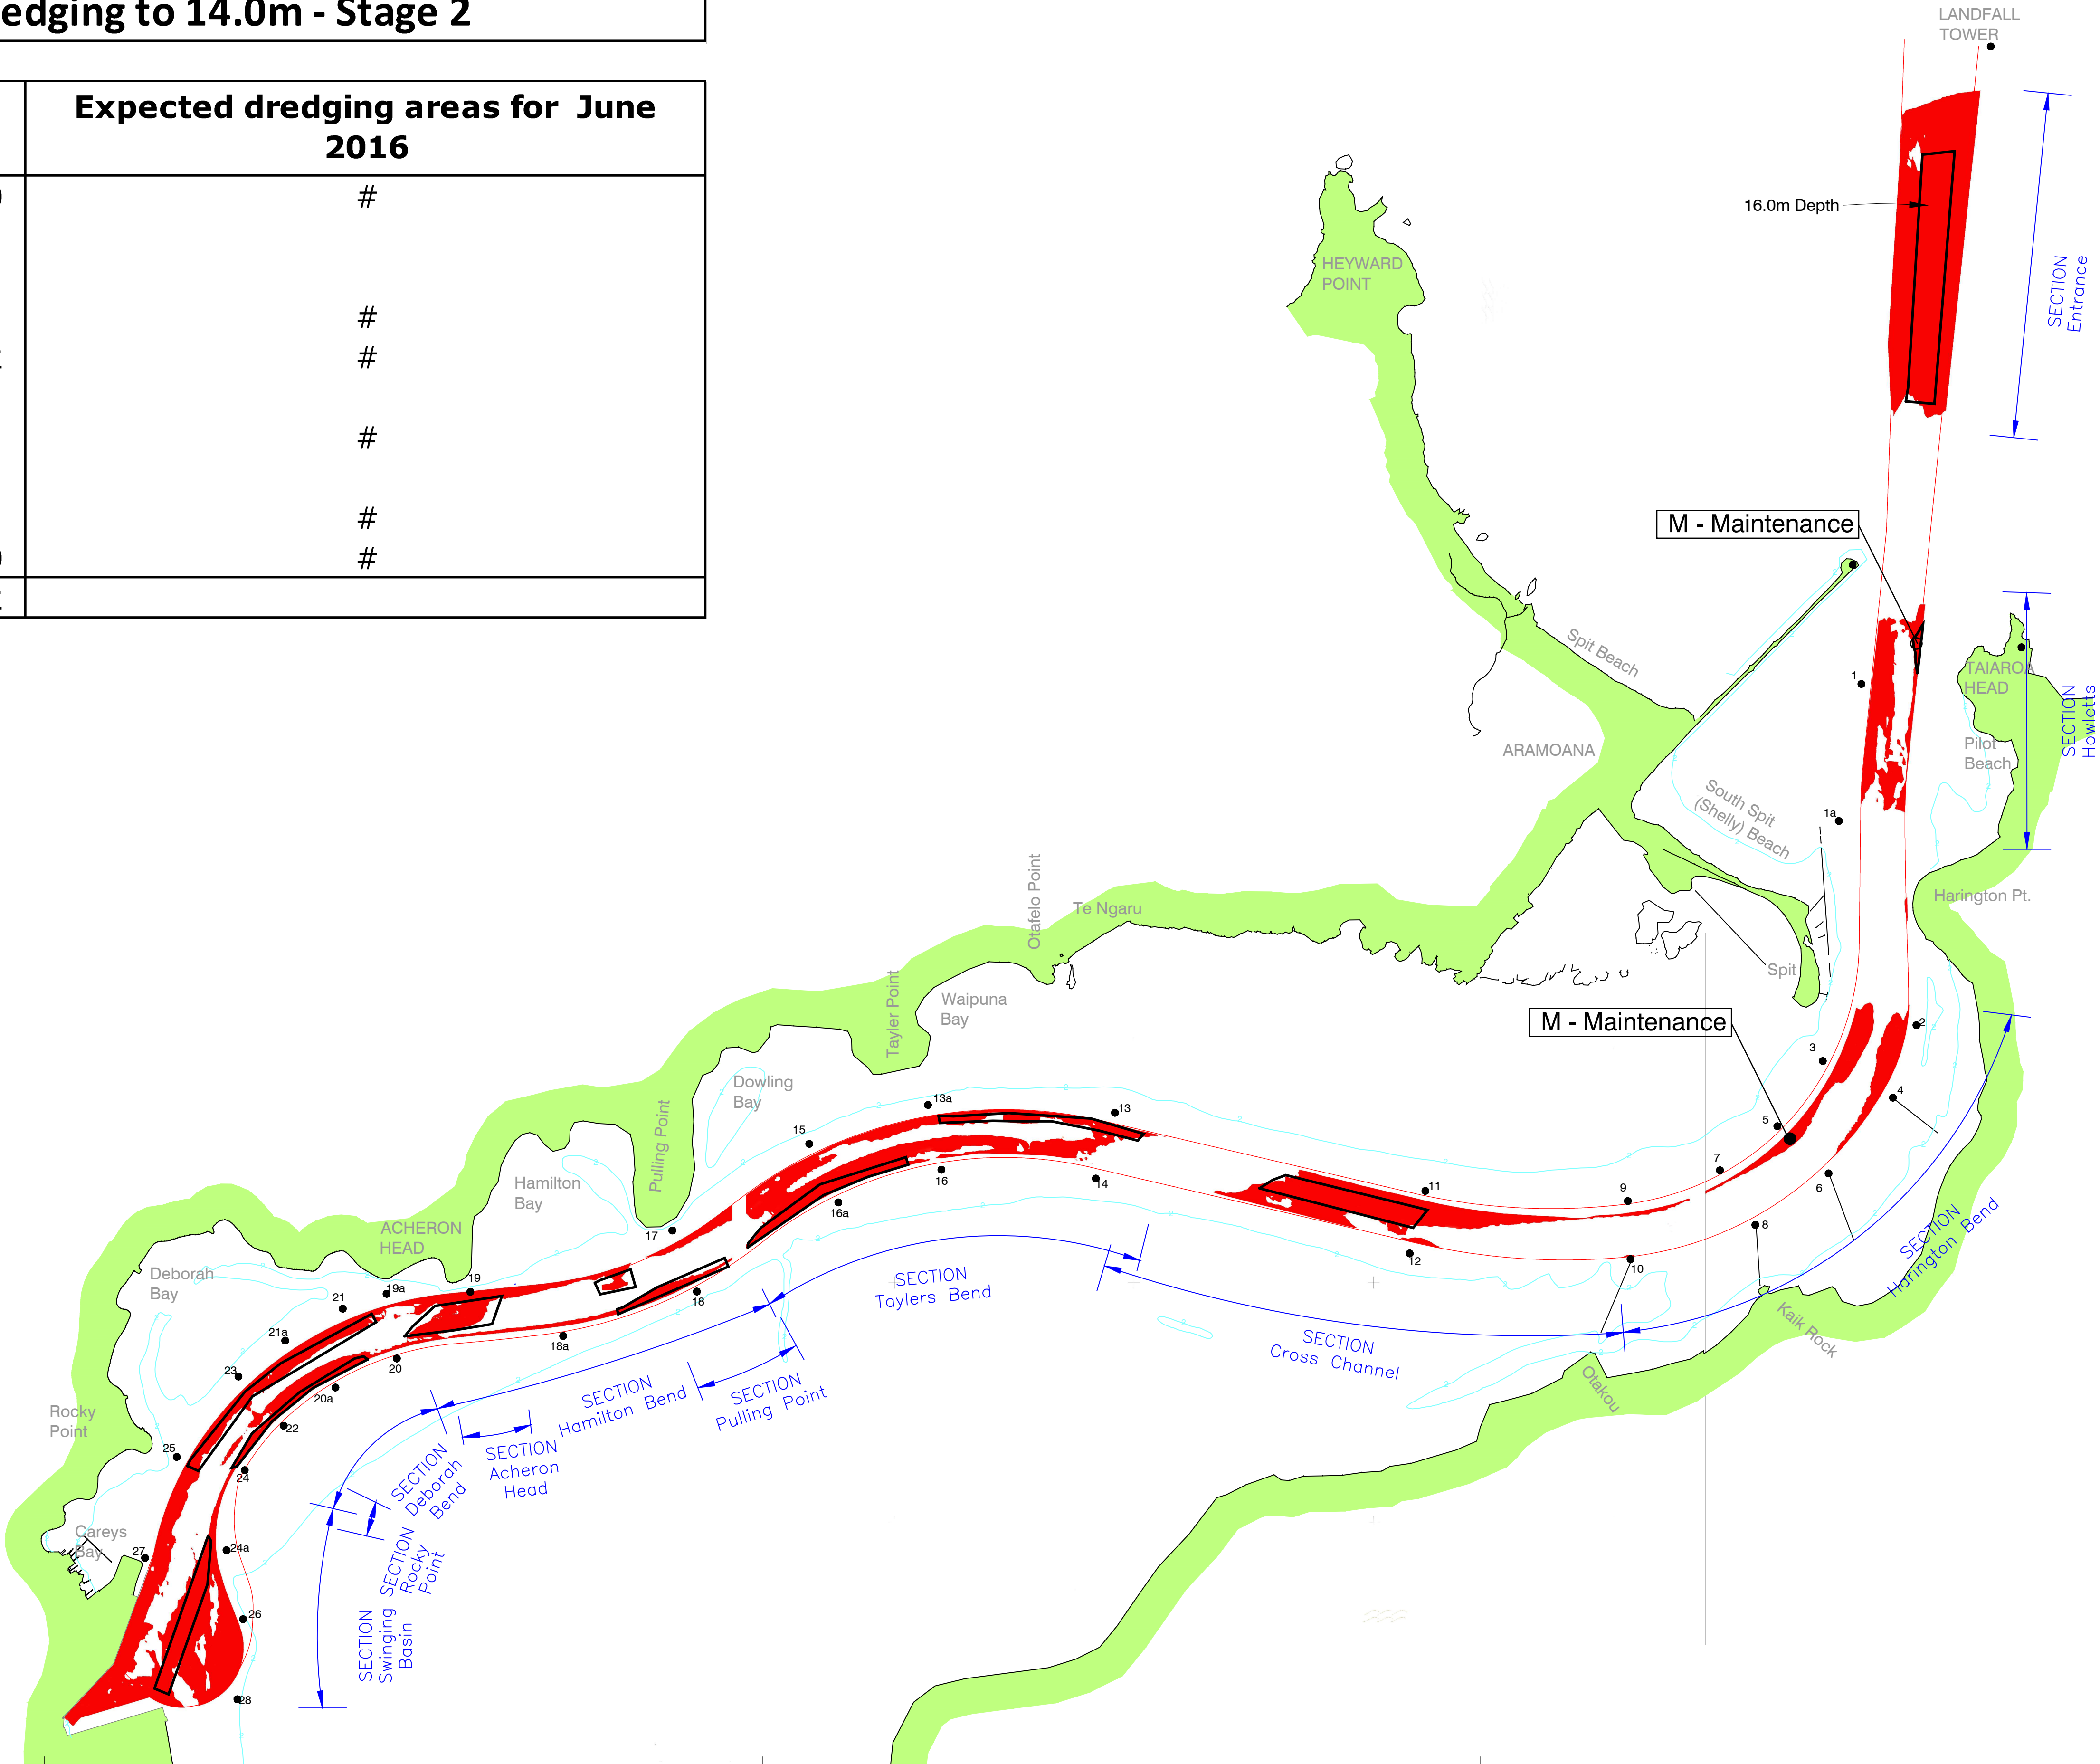 edging to 14.0m - Stage 2
Expected dredging areas for June
2016
#
#
#
#
#
#
LANDFALL
TOWER
16.0m Depth
SECTION
Entrance
HEYWARD
POINT
M - Maintenance
Spit Beach
TAIAROA
HEAD
SECTION
Howletts
1
ARAMOANA
Pilot
Beach
South Spit
(Shelly) Beach
1a
Harington Pt.
Otafelo Point
Te Ngaru
Spit
Tayler Point
Waipuna
Bay
M - Maintenance
2
3
4
5
6
7
8
9
10
11
12
13
13a
14
15
16
16a
17
18
18a
19
19a
20
20a
21
21a
22
23
24
24a
25
26
27
28
Dowling
Bay
Pulling Point
Hamilton
Bay
ACHERON
HEAD
Deborah
Bay
Rocky
Point
Careys
Bay
SECTION
Harington Bend
Kaik Rock
Otakou
SECTION
Cross Channel
SECTION
Taylers Bend
SECTION
Pulling Point
SECTION
Hamilton Bend
SECTION
Acheron
Head
SECTION
Deborah
Bend
SECTION
Rocky
Point
SECTION
Swinging
Basin